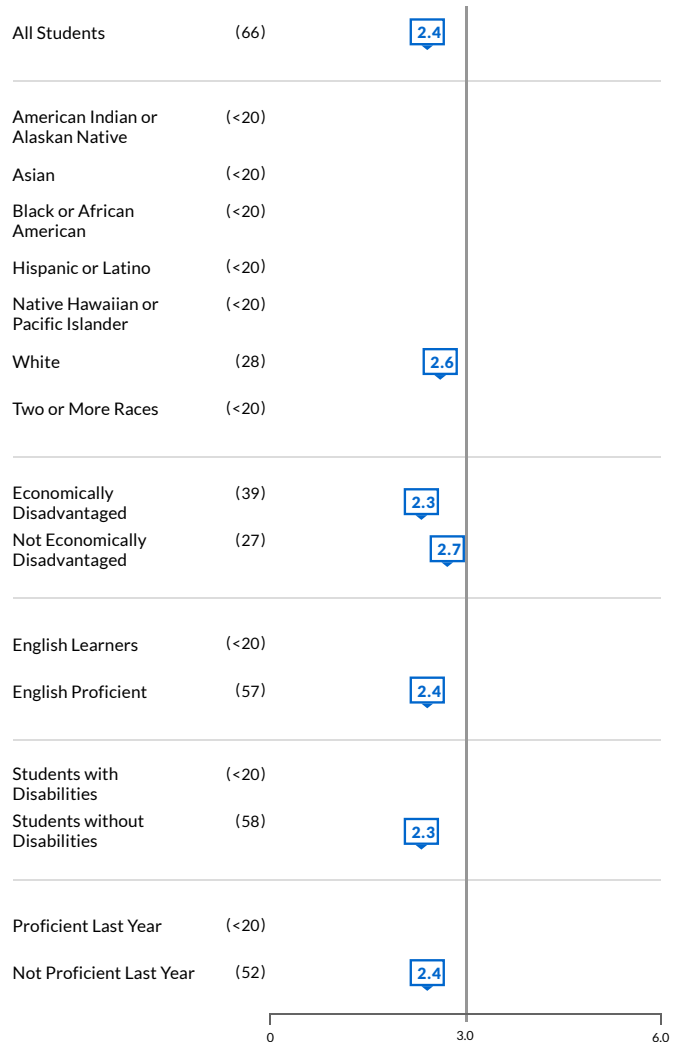 All Students (66) 2.4
American Indian or (<20)
Alaskan Native
Asian (<20)
Black or African (<20)
American
Hispanic or Latino (<20)
Native Hawaiian or (<20)
Pacific Islander
White (28) 2.6
Two or More Races (<20)
Economically (39) 2.3
Disadvantaged
Not Economically (27) 2.7
Disadvantaged
English Learners (<20)
English Proficient (57) 2.4
Students with (<20)
Disabilities
Students without (58) 2.3
Disabilities
Proficient Last Year (<20)
Not Proficient Last Year (52) 2.4
0 3.0 6.0